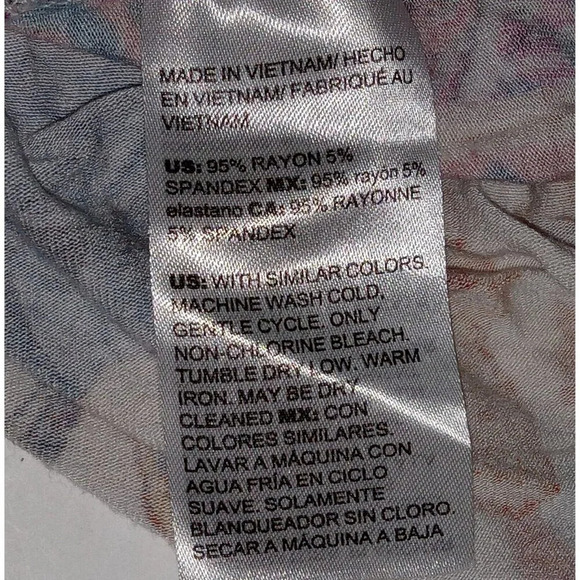 MADE IN VIETNAM/ HECHO
EN VIETNAM/ FABRIQUÉ AU
VIETNAM
US: 95% RAYON 5%
SPANDEX MX: 95% rayón 5%
elastano CA: 95% RAYONNE
5% SPANDEX
US: WITH SIMILAR COLORS.
MACHINE WASH COLD,
GENTLE CYCLE. ONLY
NON-CHLORINE BLEACH.
TUMBLE DRY LOW. WARM
IRON. MAY BE DRY
CLEANED MX: CON
COLORES SIMILARES.
LAVAR A MÁQUINA CON
AGUA FRÍA EN CICLO
SUAVE. SOLAMENTE
BLANQUEADOR SIN CLORO.
SECAR A MÁQUINA A BAJA